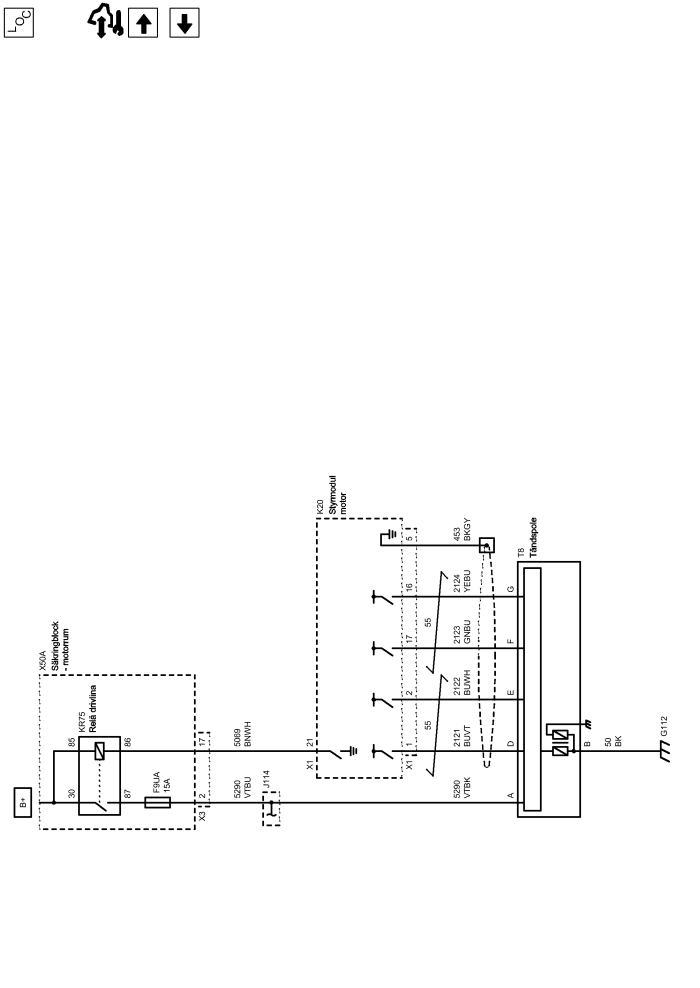 LOC
B+
X50A
Säkringblock
- motorrum
KR75
Relä drivlina
30
85
87
86
F9UA
15A
X3
2
17
5290
VTBU
5069
BNWH
J114
K20
Styrmodul
motor
X1
21
X1
1
2
17
16
5
55
55
5290
VTBK
2121
BUVT
2122
BUWH
2123
GNBU
2124
YEBU
453
BKGY
T8
Tändspole
A
D
E
F
G
B
50
BK
G112